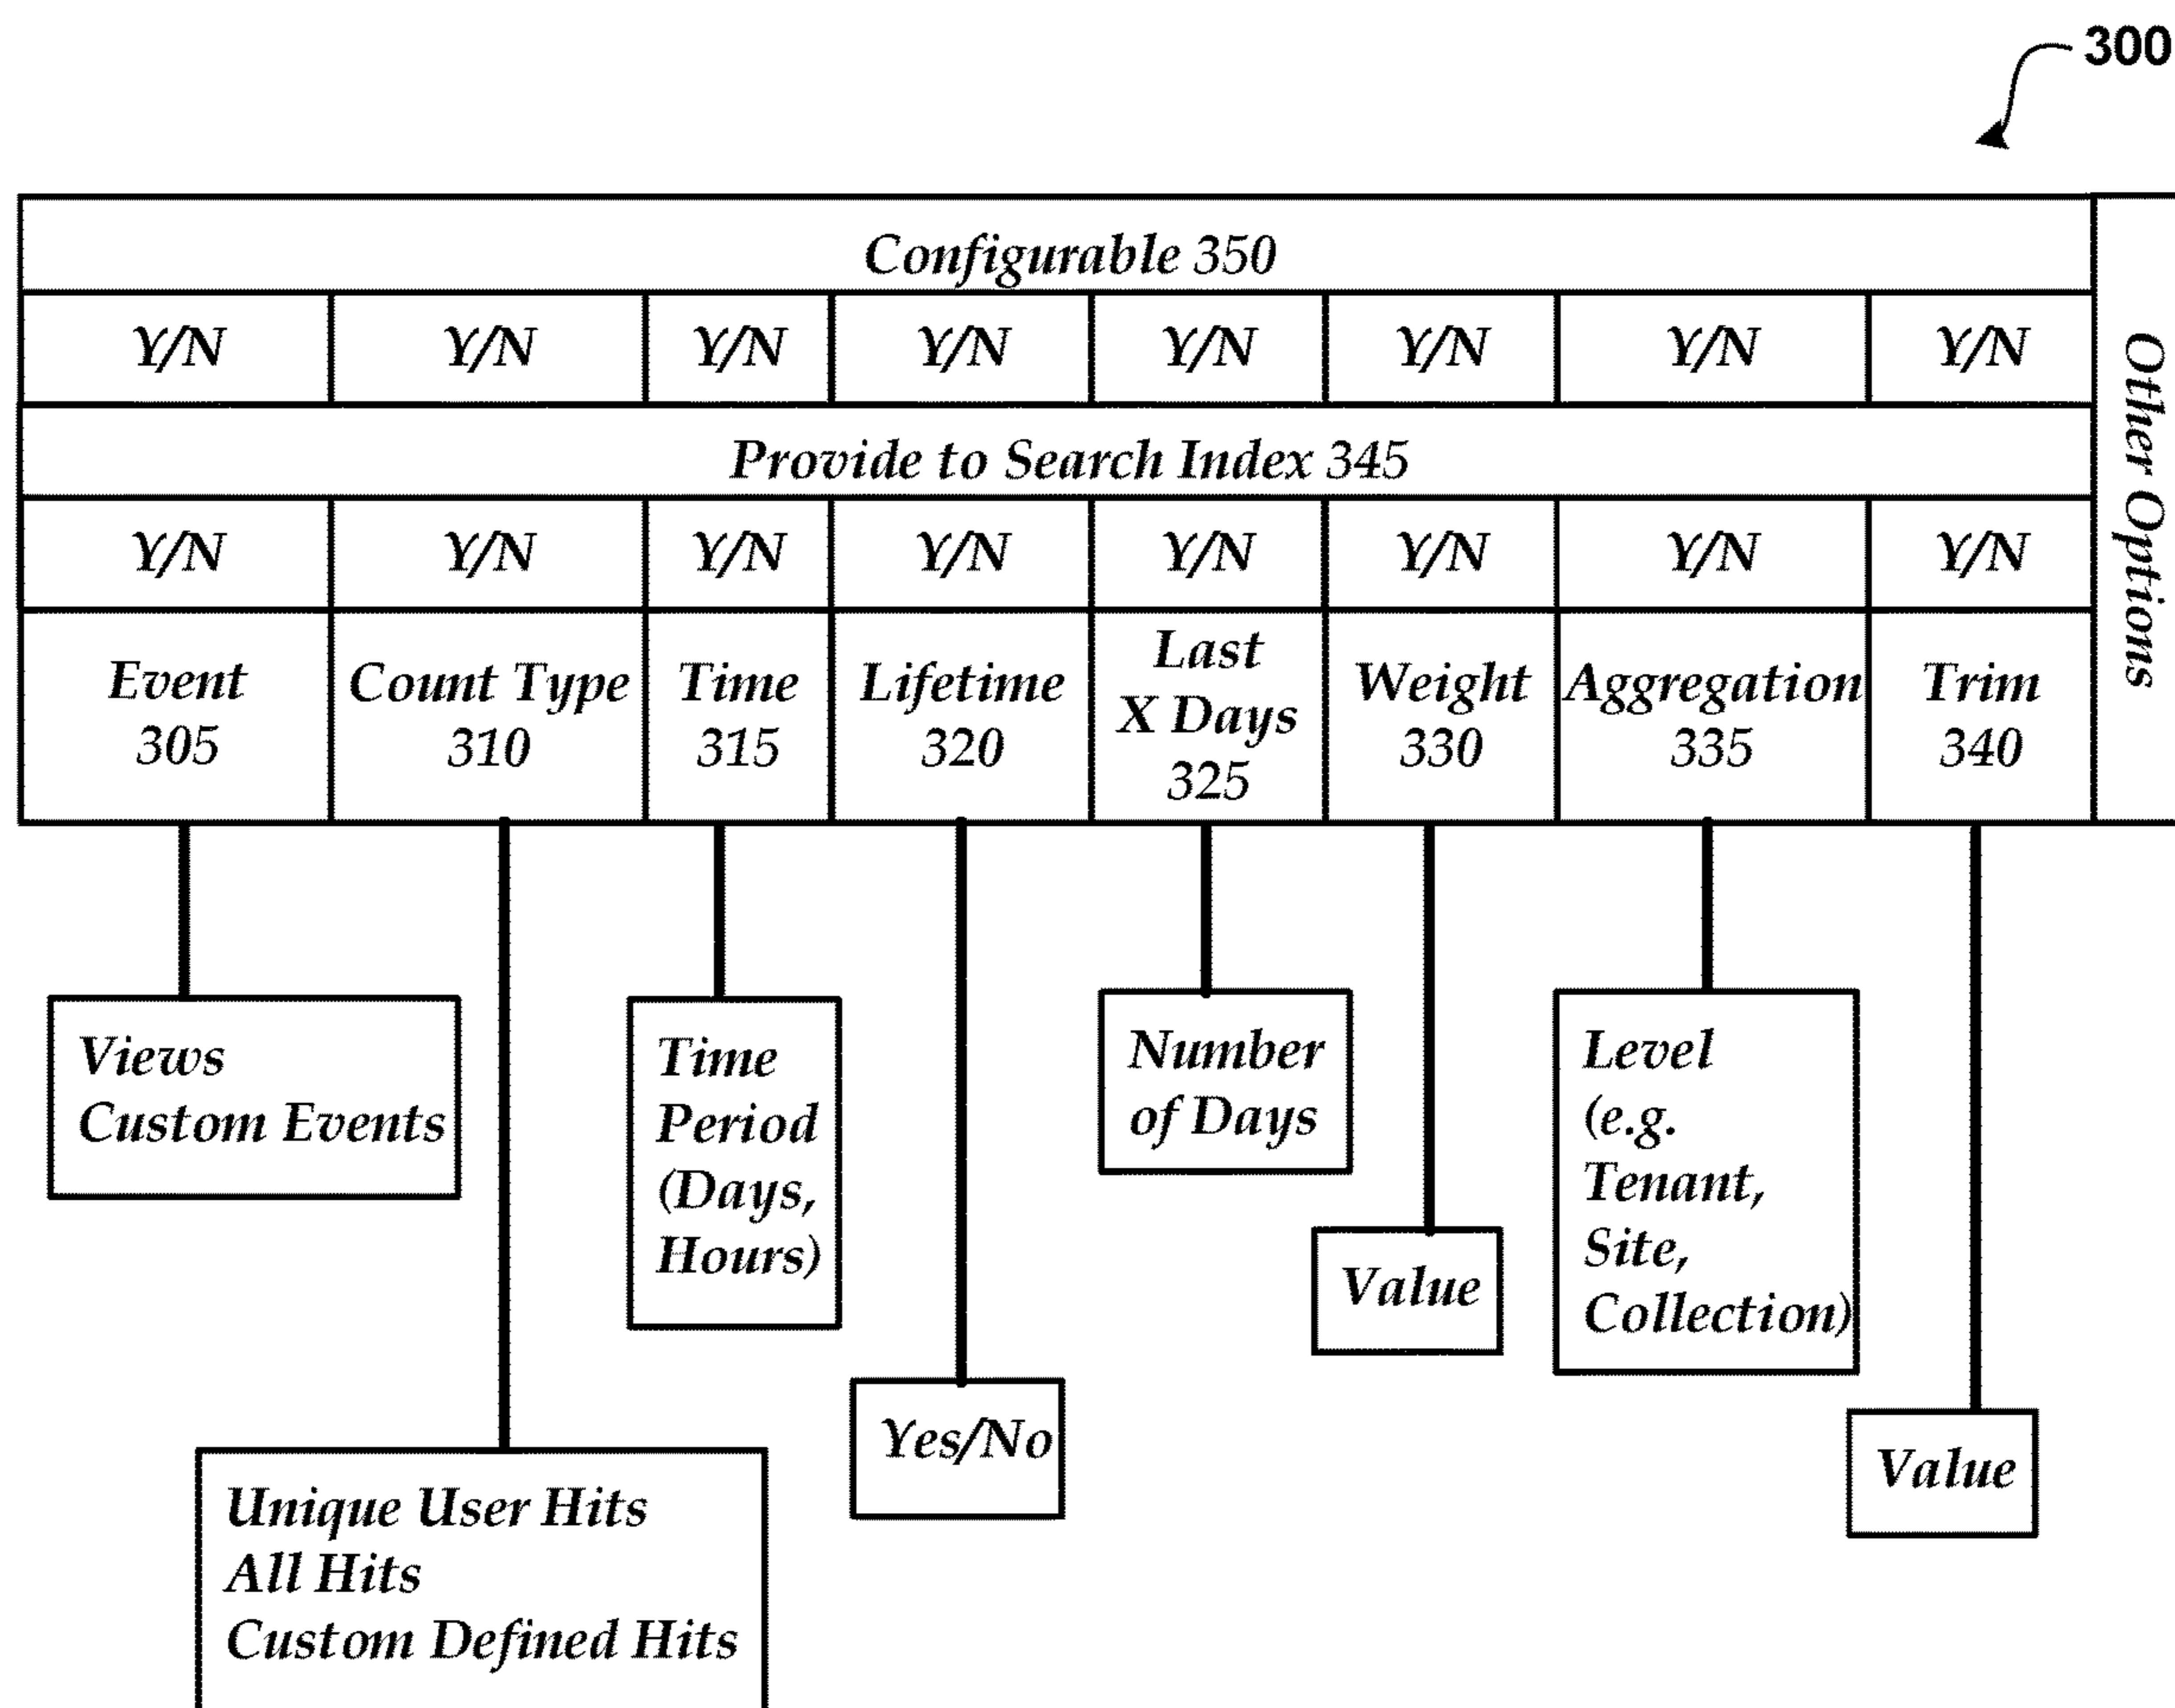 300
Configurable 350
Y/N Y/N Y/N Y/N Y/N Y/N Y/N Y/N
Provide to Search Index 345
Y/N Y/N Y/N Y/N Y/N Y/N Y/N Y/N
Event
305
Count Type
310
Time
315
Lifetime
320
Last
X Days
325
Weight
330
Aggregation
335
Trim
340
Other Options
Views
Custom Events
Unique User Hits
All Hits
Custom Defined Hits
Time
Period
(Days,
Hours)
Yes/No
Number
of Days
Value
Level
(e.g.
Tenant,
Site,
Collection)
Value